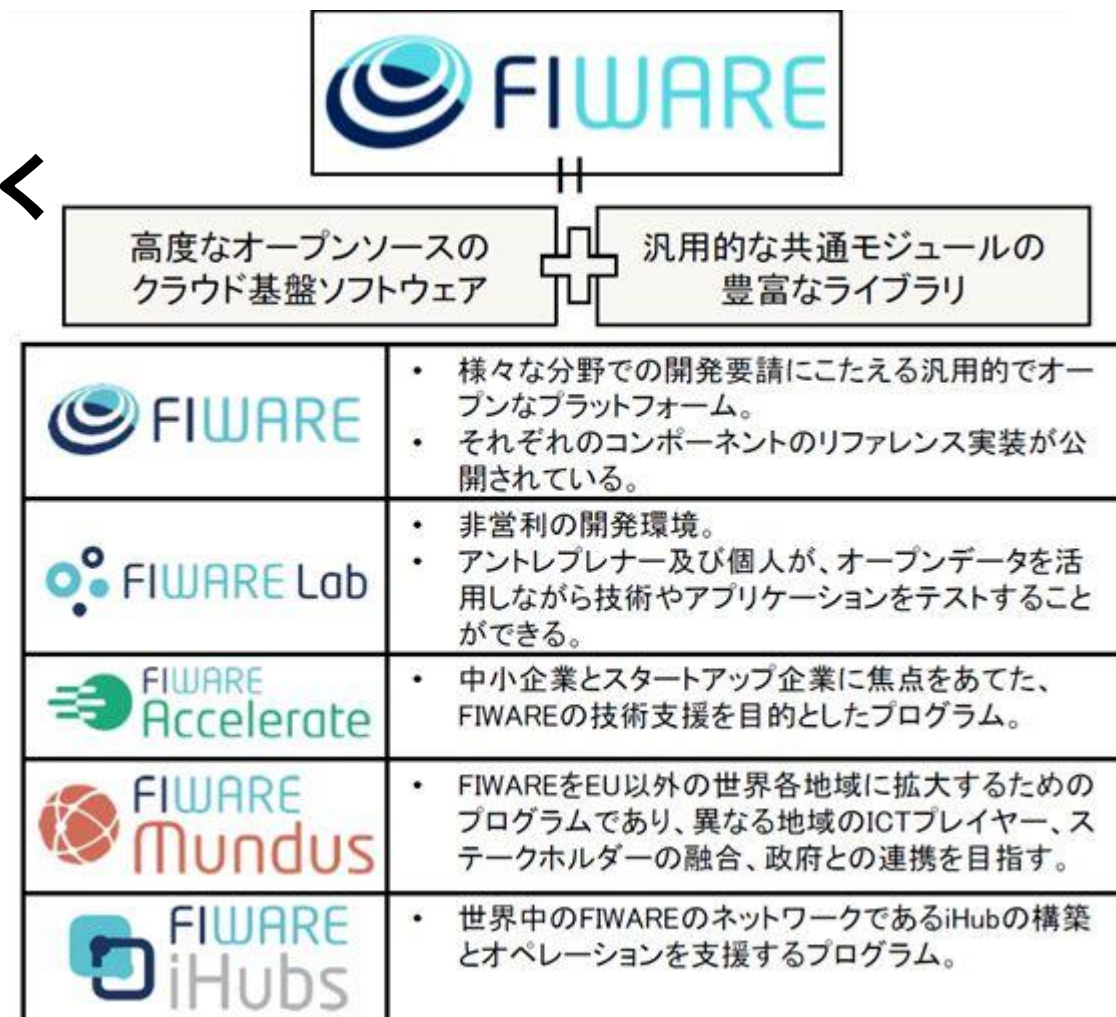 FIWARE
く
高度なオープンソースの
クラウド基盤ソフトウェア
汎用的な共通モジュールの
豊富なライブラリ
FIWARE
• 様々な分野での開発要請にこたえる汎用的でオー
プンなプラットフォーム。
• それぞれのコンポーネントのリファレンス実装が公
開されている。
FIWARE Lab
• 非営利の開発環境。
• アントレプレナー及び個人が、オープンデータを活
用しながら技術やアプリケーションをテストすること
ができる。
FIWARE
Accelerate
• 中小企業とスタートアップ企業に焦点をあてた、
FIWAREの技術支援を目的としたプログラム。
FIWARE
Mundus
• FIWAREをEU以外の世界各地域に拡大するための
プログラムであり、異なる地域のICTプレイヤー、ス
テークホルダーの融合、政府との連携を目指す。
FIWARE
iHubs
• 世界中のFIWAREのネットワークであるiHubの構築
とオペレーションを支援するプログラム。